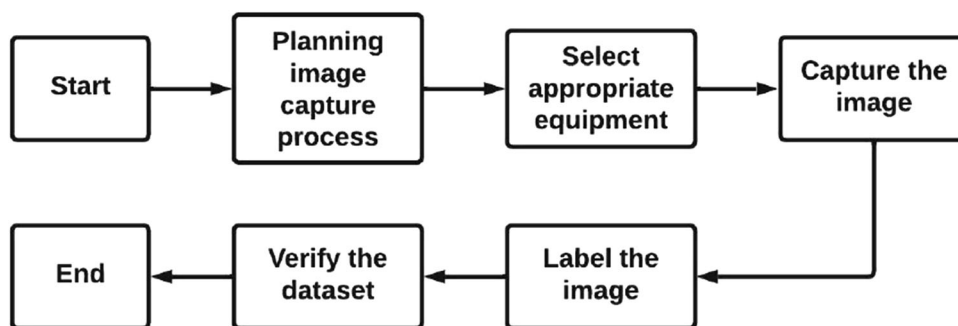 Start
Planning
image
capture
process
Select
appropriate
equipment
Capture the
image
Label the
image
Verify the
dataset
End